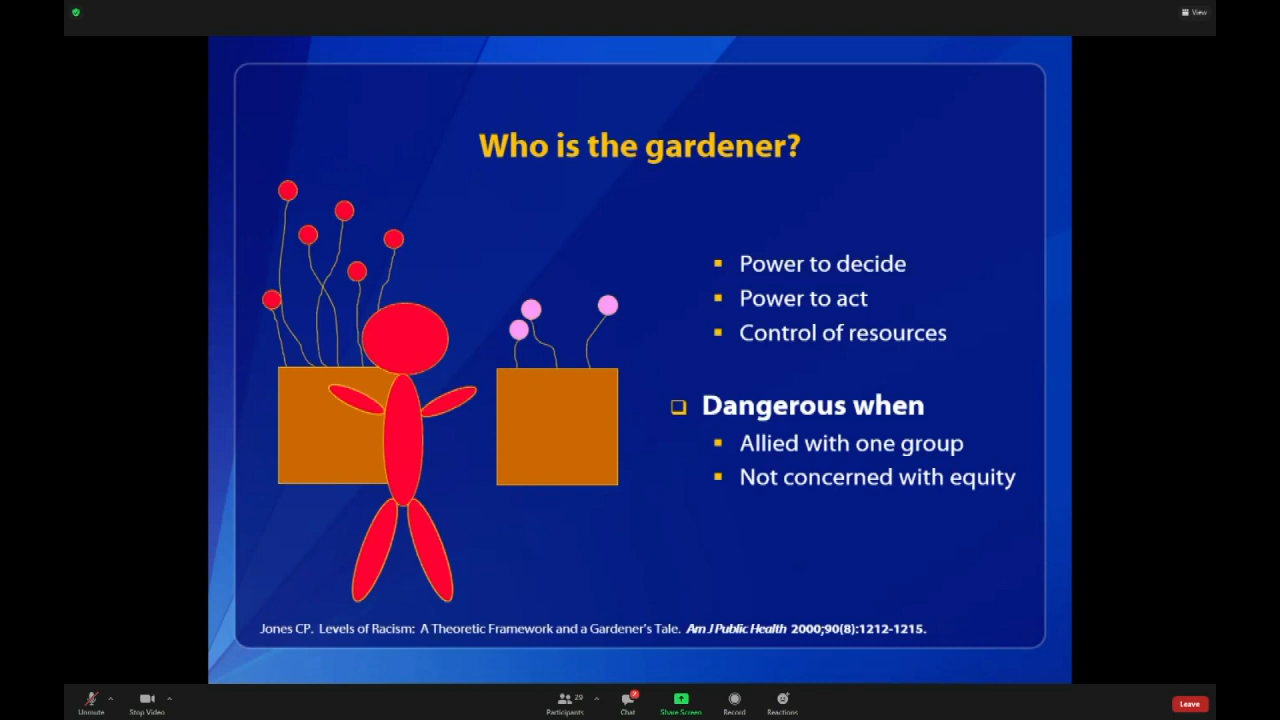 View
Who is the gardener?
Power to decide
Power to act
Control of resources
Dangerous when
Allied with one group
Not concerned with equity
Jones CP. Levels of Racism: A Theoretic Framework and a Gardener's Tale. Am J Public Health 2000;90(8):1212-1215.
29
2
Unmute
Stop Video
Participants
Chat
Share Screen
Record
Reactions
Leave